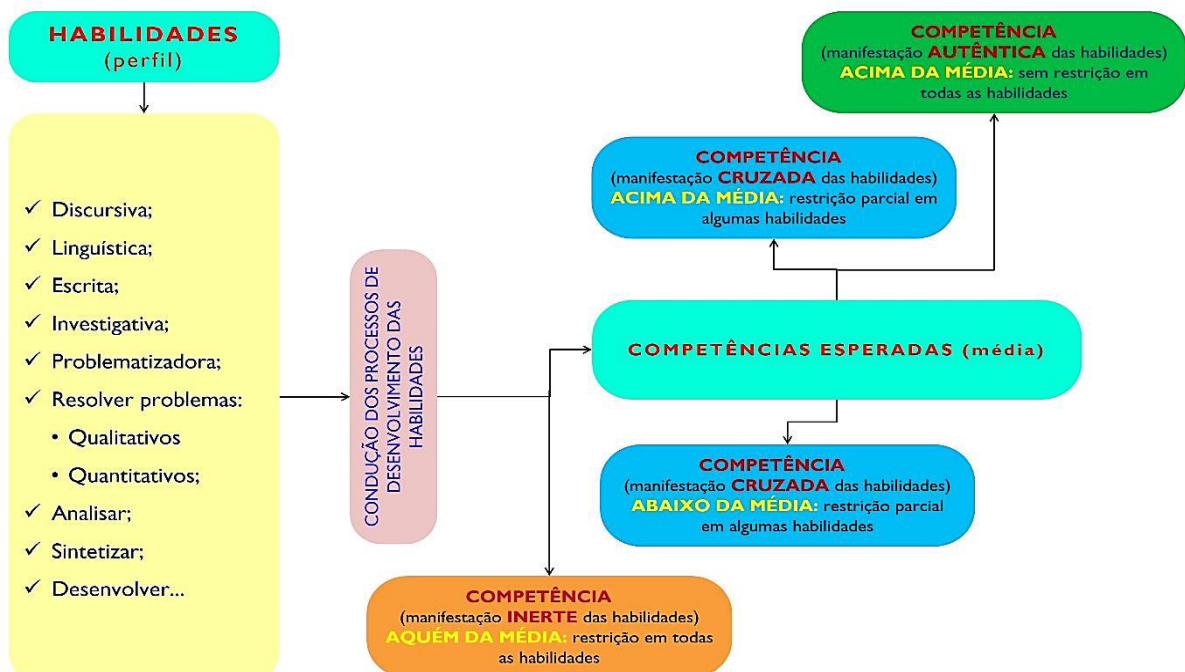 HABILIDADES
(perfil)
✓ Discursiva;
✓ Linguística;
✓ Escrita;
✓ Investigativa;
✓ Problematizadora;
✓ Resolver problemas:
• Qualitativos
• Quantitativos;
✓ Analisar;
✓ Sintetizar;
✓ Desenvolver...
CONDUÇÃO DOS PROCESSOS DE
DESENVOLVIMENTO DAS
HABILIDADES
COMPETÊNCIA
(manifestação AUTÊNTICA das habilidades)
ACIMA DA MÉDIA: sem restrição em
todas as habilidades
COMPETÊNCIA
(manifestação CRUZADA das habilidades)
ACIMA DA MÉDIA: restrição parcial em
algumas habilidades
COMPETÊNCIAS ESPERADAS (média)
COMPETÊNCIA
(manifestação CRUZADA das habilidades)
ABAIXO DA MÉDIA: restrição parcial
em algumas habilidades
COMPETÊNCIA
(manifestação INERTE das habilidades)
AQUÉM DA MÉDIA: restrição em todas
as habilidades